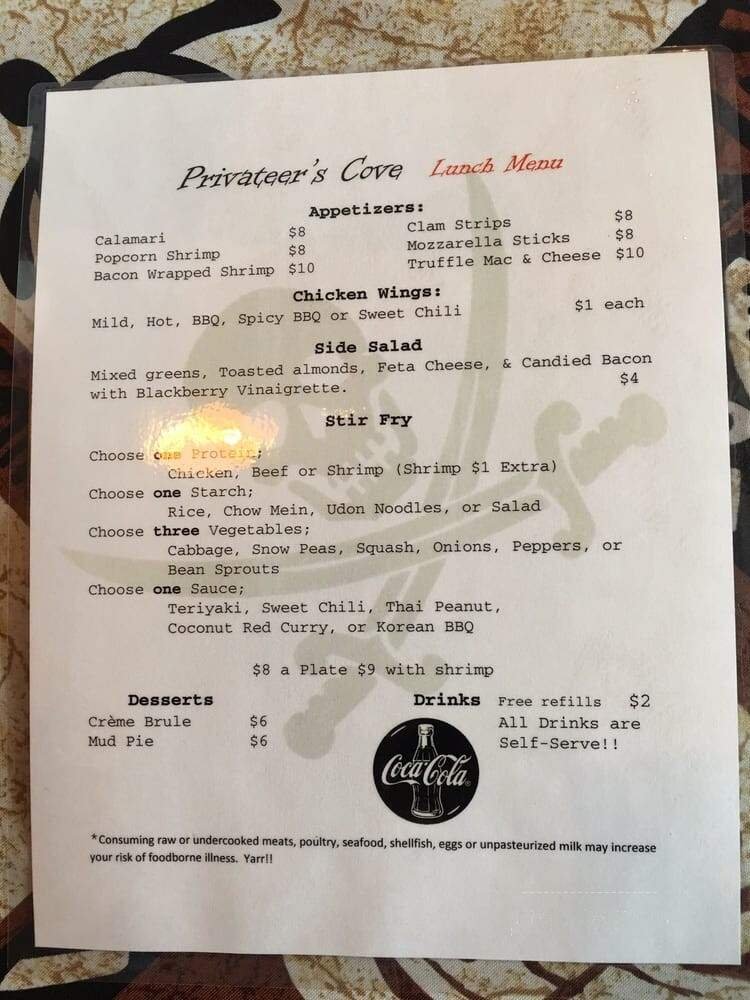 Privateer's Cove Lunch Menu
Appetizers:
Calamari $8
Popcorn Shrimp $8
Bacon Wrapped Shrimp $10
Clam Strips $8
Mozzarella Sticks $8
Truffle Mac & Cheese $10
Chicken Wings:
Mild, Hot, BBQ, Spicy BBQ or Sweet Chili $1 each
Side Salad
Mixed greens, Toasted almonds, Feta Cheese, & Candied Bacon
with Blackberry Vinaigrette. $4
Stir Fry
Choose one Protein;
Chicken, Beef or Shrimp (Shrimp $1 Extra)
Choose one Starch;
Rice, Chow Mein, Udon Noodles, or Salad
Choose three Vegetables;
Cabbage, Snow Peas, Squash, Onions, Peppers, or
Bean Sprouts
Choose one Sauce;
Teriyaki, Sweet Chili, Thai Peanut,
Coconut Red Curry, or Korean BBQ
$8 a Plate $9 with shrimp
Desserts
Crème Brule $6
Mud Pie $6
Drinks Free refills $2
All Drinks are
Self-Serve!!
Coca-Cola
*Consuming raw or undercooked meats, poultry, seafood, shellfish, eggs or unpasteurized milk may increase
your risk of foodborne illness. Yarr!!